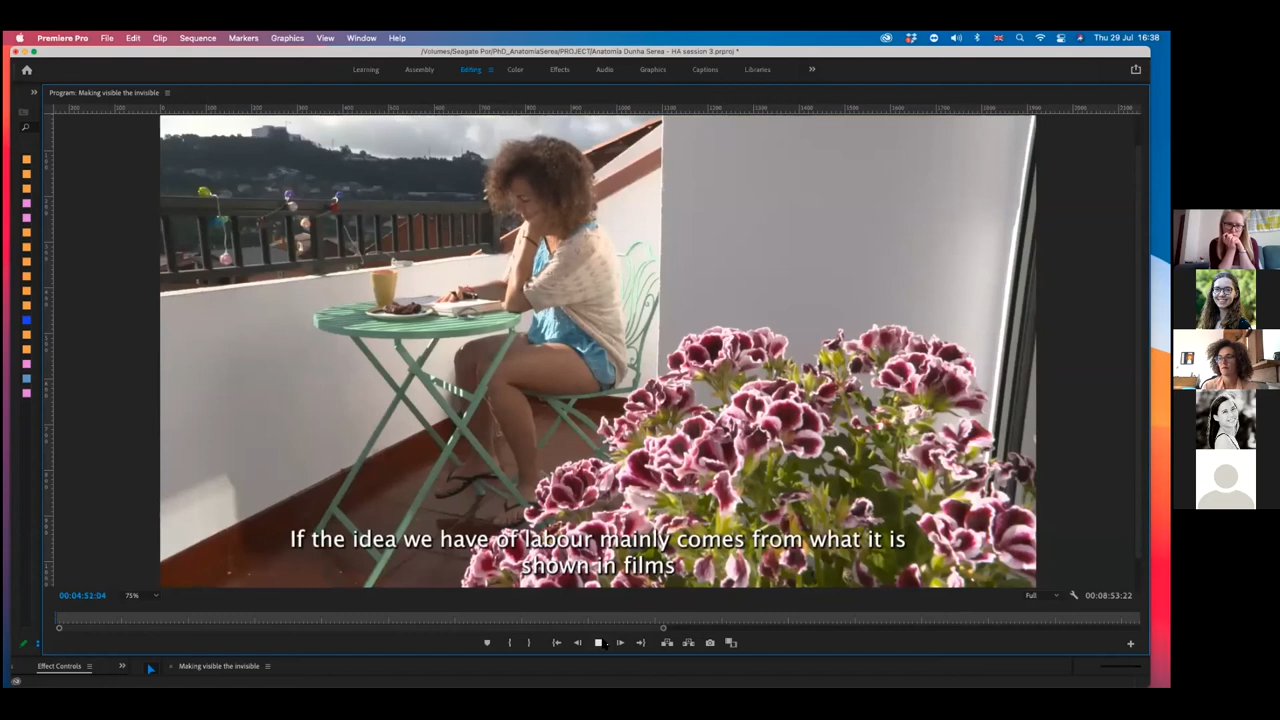 Premiere Pro File Edit Clip Sequence Markers Graphics View Window Help Thu 29 Jul 16:38
/Volumes/Seagate Por/PhD_AnatomiaSerea/PROJECT/Anatomía Dunha Serea - HA session 3.prproj *
Learning Assembly Editing Color Effects Audio Graphics Captions Libraries
Program: Making visible the invisible
If the idea we have of labour mainly comes from what it is
shown in films
00:04:52:04 75% Full 00:08:53:22
Effect Controls Making visible the invisible